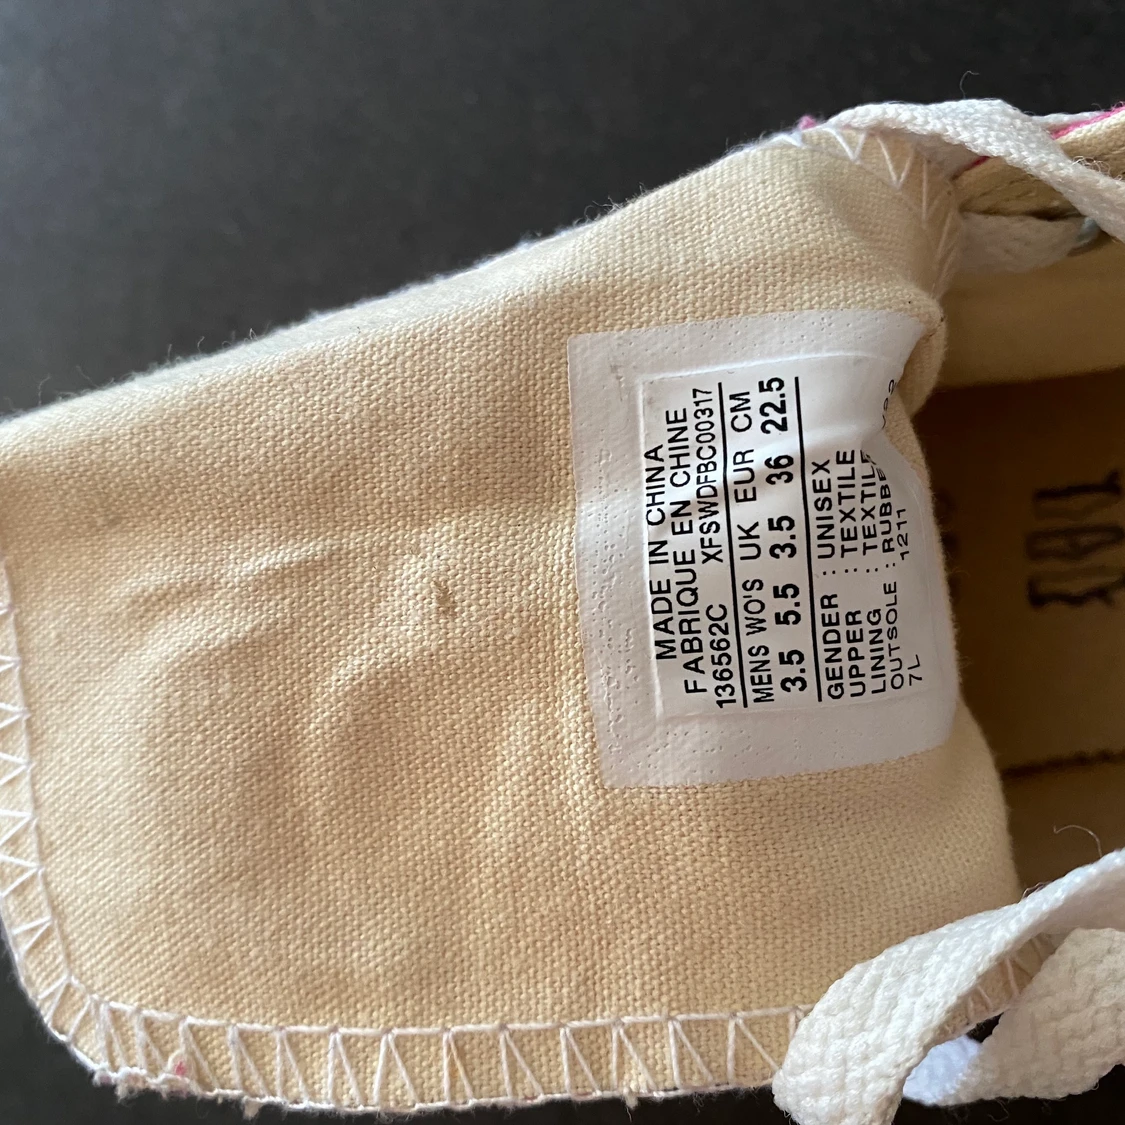 MADE IN CHINA
FABRIQUE EN CHINE
136562C XFSWDFBC00317
MENS WO'S UK EUR CM
3.5 5.5 3.5 36 22.5
GENDER : UNISEX
UPPER : TEXTILE
LINING : TEXTILE
OUTSOLE : RUBBE
7L 1211